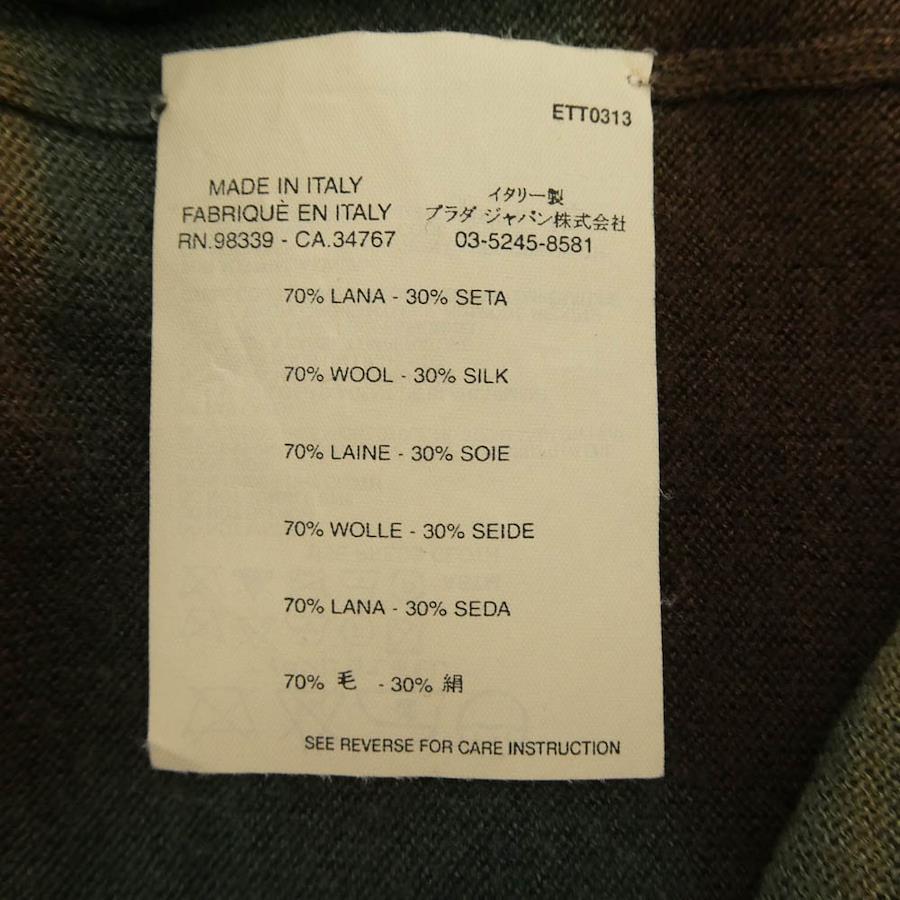 ETT0313
MADE IN ITALY
FABRIQUÈ EN ITALY
RN.98339 - CA.34767
イタリー製
プラダ ジャパン株式会社
03-5245-8581
70% LANA - 30% SETA
70% WOOL - 30% SILK
70% LAINE - 30% SOIE
70% WOLLE - 30% SEIDE
70% LANA - 30% SEDA
70% 毛 - 30% 絹
SEE REVERSE FOR CARE INSTRUCTION